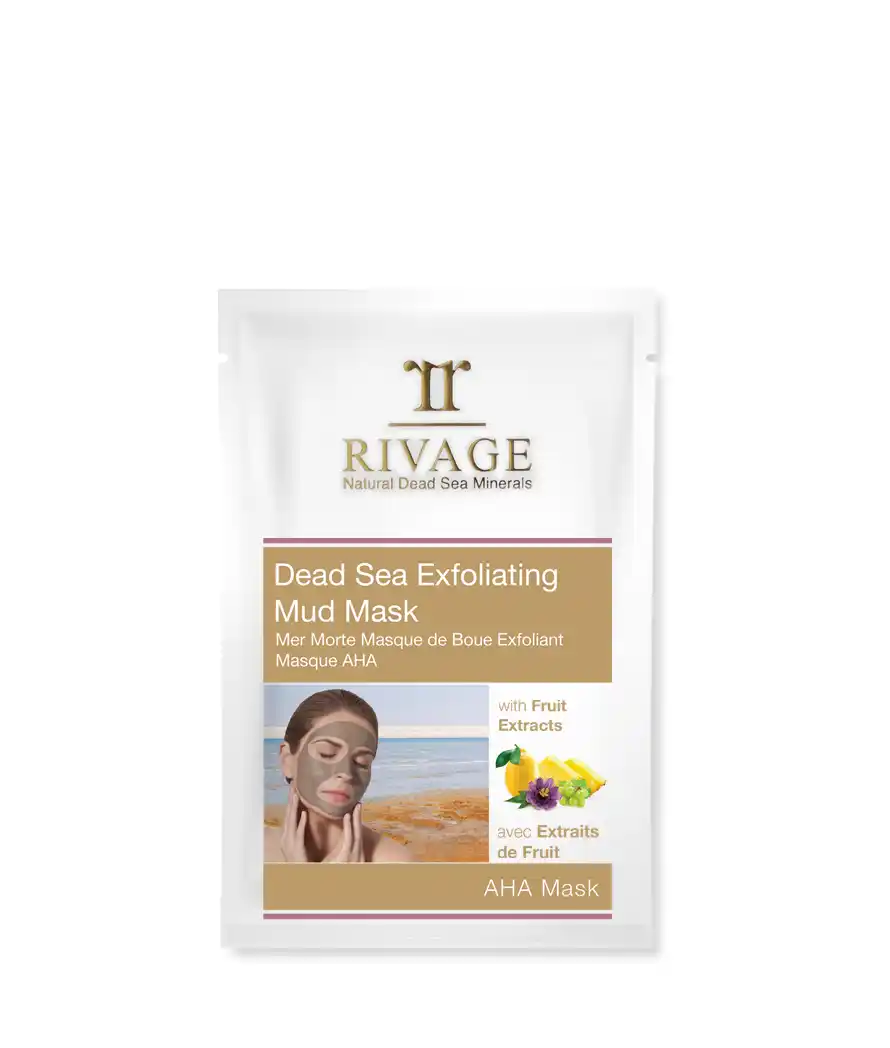 RIVAGE
Natural Dead Sea Minerals
Dead Sea Exfoliating
Mud Mask
Mer Morte Masque de Boue Exfoliant
Masque AHA
with Fruit
Extracts
avec Extraits
de Fruit
AHA Mask